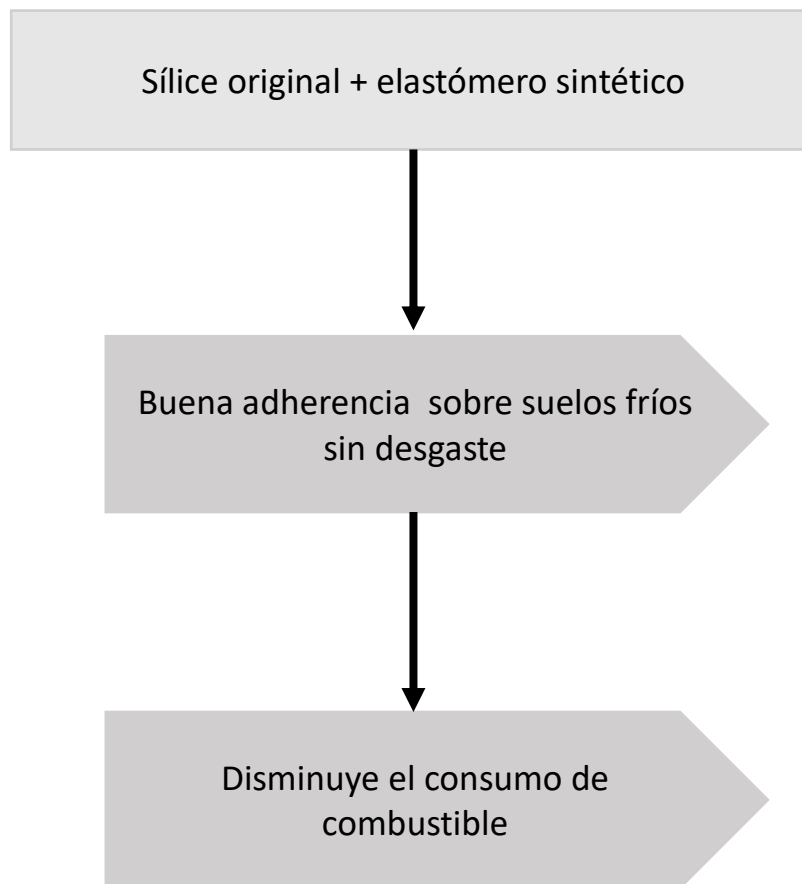 Sílice original + elastómero sintético
Buena adherencia  sobre suelos fríos
sin desgaste
Disminuye el consumo de
combustible